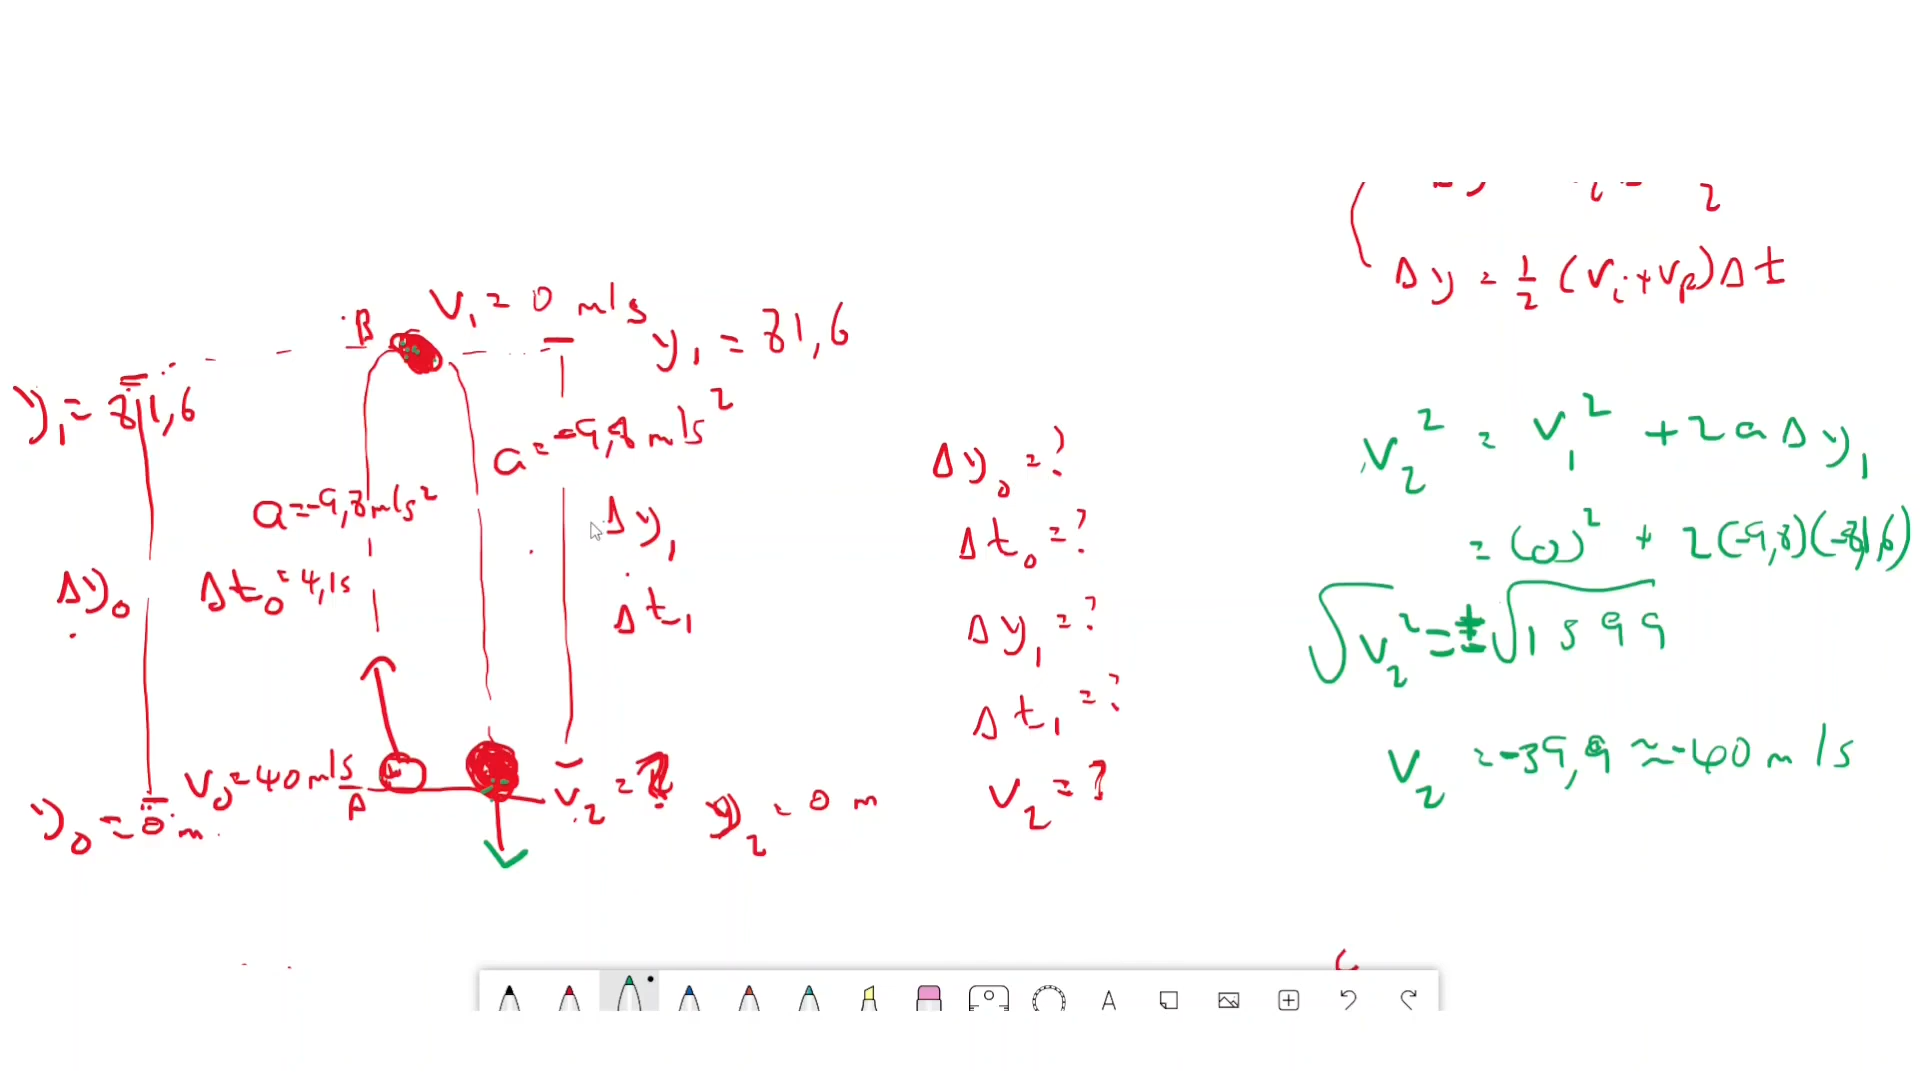 Δy = ½ (Vi + Vf) Δt
.B
V₁ = 0 m/s
y₁ = 81,6
y₁ = 81,6
a = -9,8 m/s²
a = -9,8 m/s²
Δy₀
Δt₀ = 4,1s
Δy₁
Δt₁
V₀ = 40 m/s
A
y₀ = 0 m
V₂ = ?
y₂ = 0 m
Δy₀ = ?
Δt₀ = ?
Δy₁ = ?
Δt₁ = ?
V₂ = ?
V₂² = V₁² + 2aΔy₁
= (0)² + 2(-9,8)(-81,6)
√V₂² = ±√1599
V₂ = -39,9 ≈ -40 m/s